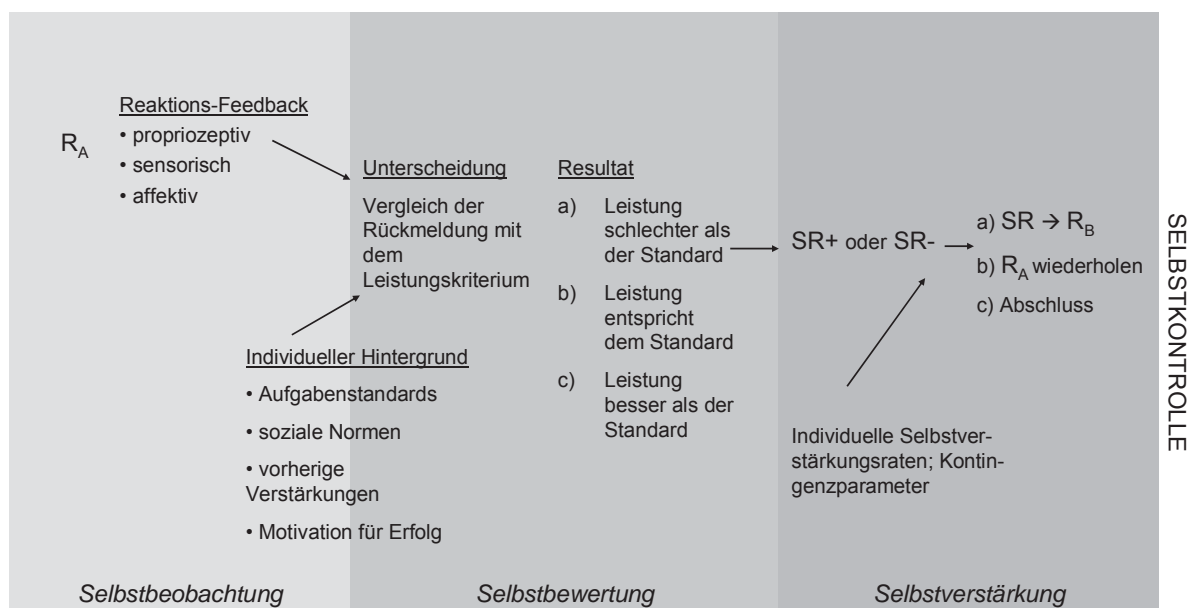 Reaktions-Feedback
R_A
• propriozeptiv
• sensorisch
• affektiv
Unterscheidung
Vergleich der
Rückmeldung mit
dem
Leistungskriterium
Individueller Hintergrund
• Aufgabenstandards
• soziale Normen
• vorherige
Verstärkungen
• Motivation für Erfolg
Resultat
a) Leistung
schlechter als
der Standard
b) Leistung
entspricht
dem Standard
c) Leistung
besser als der
Standard
SR+ oder SR-
a) SR → R_B
b) R_A wiederholen
c) Abschluss
Individuelle Selbstver-
stärkungsraten; Kontin-
genzparameter
SELBSTKONTROLLE
Selbstbeobachtung
Selbstbewertung
Selbstverstärkung